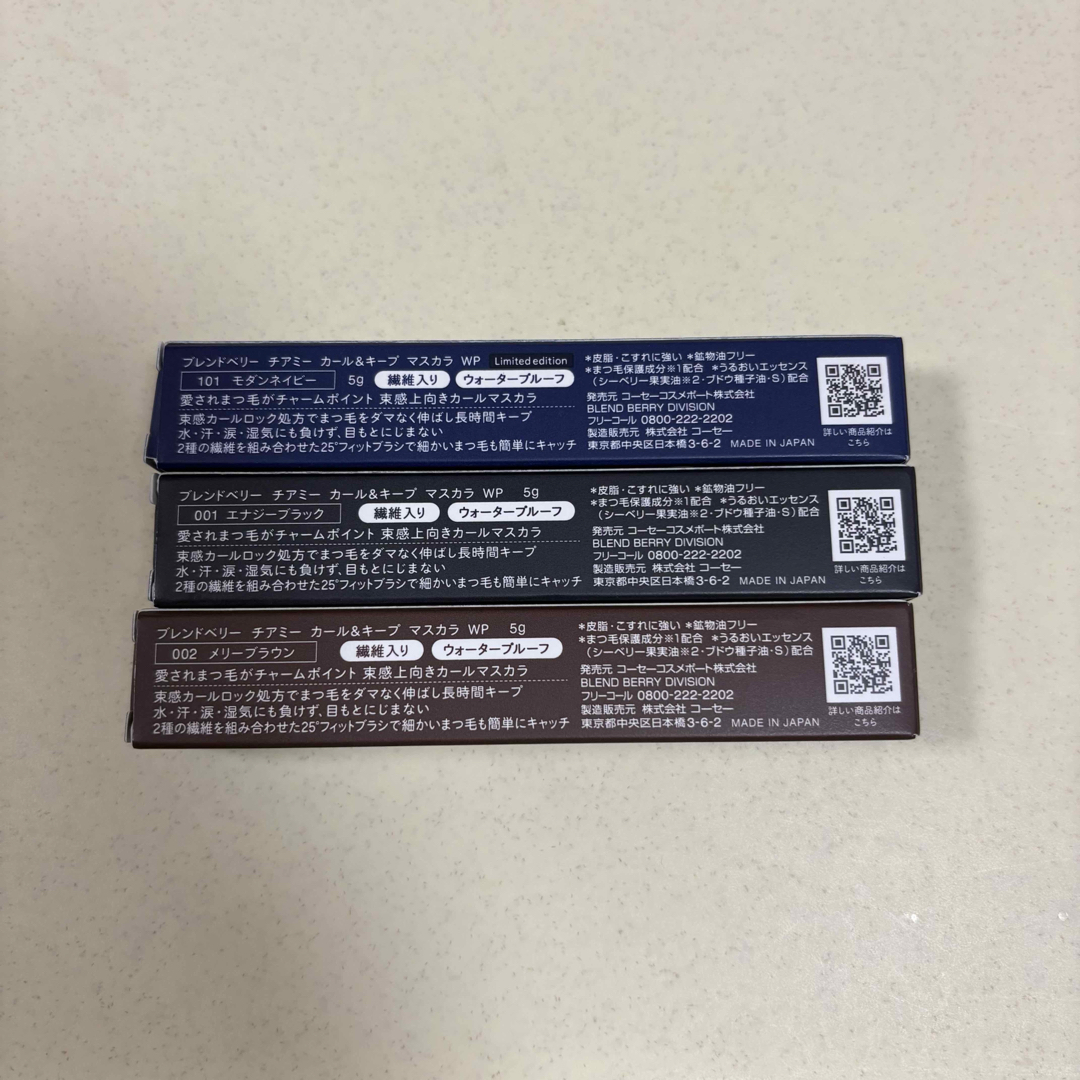 ブレンドベリー チアミー カール&キープ マスカラ WP Limited edition
101 モダンネイビー 5g 繊維入り ウォータープルーフ
愛されまつ毛がチャームポイント 束感上向きカールマスカラ
束感カールロック処方でまつ毛をダマなく伸ばし長時間キープ
水・汗・涙・湿気にも負けず、目もとにじまない
2種の繊維を組み合わせた25°フィットブラシで細かいまつ毛も簡単にキャッチ
*皮脂・こすれに強い *鉱物油フリー
*まつ毛保護成分※1配合 *うるおいエッセンス
(シーベリー果実油※2・ブドウ種子油・S)配合
発売元 コーセーコスメポート株式会社
BLEND BERRY DIVISION
フリーコール 0800-222-2202
製造販売元 株式会社 コーセー
東京都中央区日本橋3-6-2 MADE IN JAPAN
詳しい商品紹介は
こちら
ブレンドベリー チアミー カール&キープ マスカラ WP 5g
001 エナジーブラック 繊維入り ウォータープルーフ
愛されまつ毛がチャームポイント 束感上向きカールマスカラ
束感カールロック処方でまつ毛をダマなく伸ばし長時間キープ
水・汗・涙・湿気にも負けず、目もとにじまない
2種の繊維を組み合わせた25°フィットブラシで細かいまつ毛も簡単にキャッチ
*皮脂・こすれに強い *鉱物油フリー
*まつ毛保護成分※1配合 *うるおいエッセンス
(シーベリー果実油※2・ブドウ種子油・S)配合
発売元 コーセーコスメポート株式会社
BLEND BERRY DIVISION
フリーコール 0800-222-2202
製造販売元 株式会社 コーセー
東京都中央区日本橋3-6-2 MADE IN JAPAN
詳しい商品紹介は
こちら
ブレンドベリー チアミー カール&キープ マスカラ WP 5g
002 メリーブラウン 繊維入り ウォータープルーフ
愛されまつ毛がチャームポイント 束感上向きカールマスカラ
束感カールロック処方でまつ毛をダマなく伸ばし長時間キープ
水・汗・涙・湿気にも負けず、目もとにじまない
2種の繊維を組み合わせた25°フィットブラシで細かいまつ毛も簡単にキャッチ
*皮脂・こすれに強い *鉱物油フリー
*まつ毛保護成分※1配合 *うるおいエッセンス
(シーベリー果実油※2・ブドウ種子油・S)配合
発売元 コーセーコスメポート株式会社
BLEND BERRY DIVISION
フリーコール 0800-222-2202
製造販売元 株式会社 コーセー
東京都中央区日本橋3-6-2 MADE IN JAPAN
詳しい商品紹介は
こちら